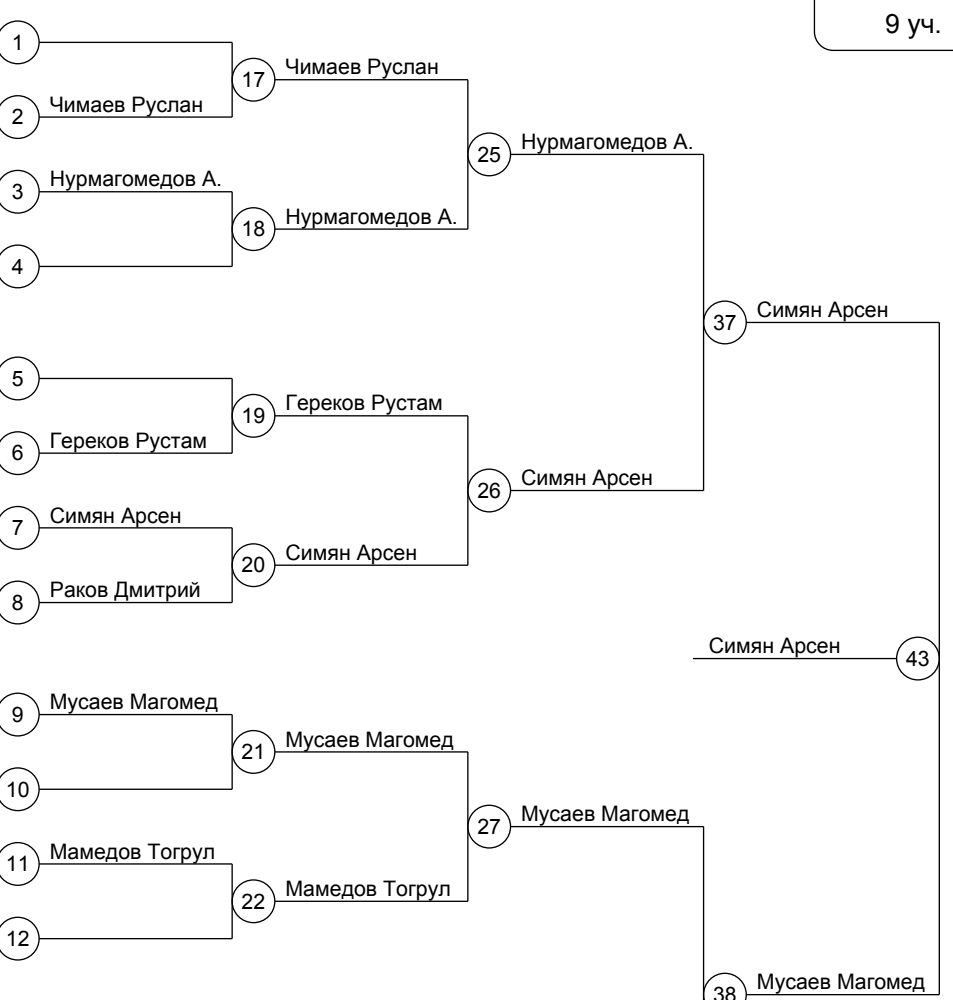 9 уч.
1
17 Чимаев Руслан
2 Чимаев Руслан
25 Нурмагомедов А.
3 Нурмагомедов А.
18 Нурмагомедов А.
4
37 Симян Арсен
5
19 Гереков Рустам
6 Гереков Рустам
26 Симян Арсен
7 Симян Арсен
20 Симян Арсен
8 Раков Дмитрий
Симян Арсен 43
9 Мусаев Магомед
21 Мусаев Магомед
10
27 Мусаев Магомед
11 Мамедов Тогрул
22 Мамедов Тогрул
12
38 Мусаев Магомед